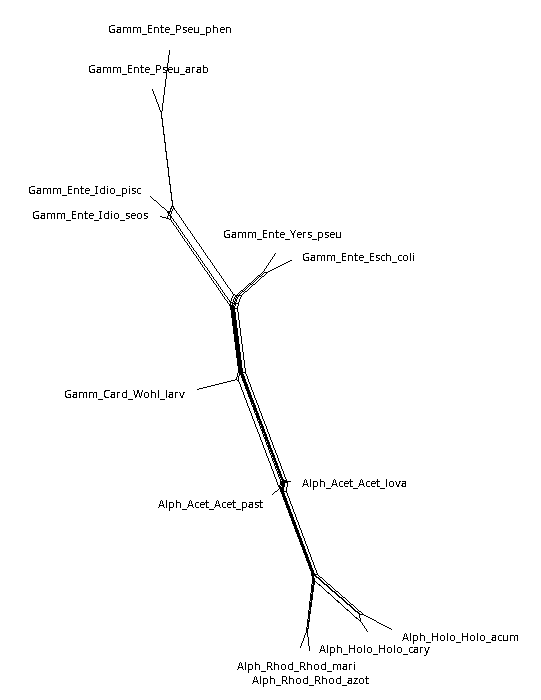 Gamm_Ente_Pseu_phen
Gamm_Ente_Pseu_arab
Gamm_Ente_Idio_pisc
Gamm_Ente_Idio_seos
Gamm_Ente_Yers_pseu
Gamm_Ente_Esch_coli
Gamm_Card_Wohl_larv
Alph_Acet_Acet_lova
Alph_Acet_Acet_past
Alph_Holo_Holo_acum
Alph_Holo_Holo_cary
Alph_Rhod_Rhod_mari
Alph_Rhod_Rhod_azot